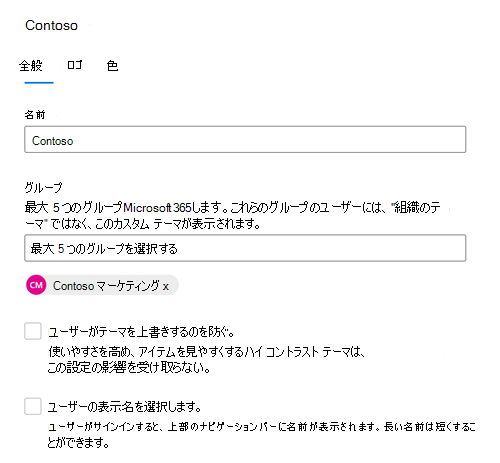 Contoso
全般 ロゴ 色
名前
Contoso
グループ
最大 5つのグループMicrosoft365します。これらのグループのユーザーには、"組織のテ
ーマ" ではなく、このカスタム テーマが表示されます。
最大 5つのグループを選択する
CM Contoso マーケティング x
ユーザーがテーマを上書きするのを防ぐ。
使いやすさを高め、アイテムを見やすくするハイ コントラスト テーマは、
この設定の影響を受け取らない。
ユーザーの表示名を選択します。
ユーザーがサインインすると、上部のナビゲーションバーに名前が表示されます。長い名前は短くするこ
とができます。